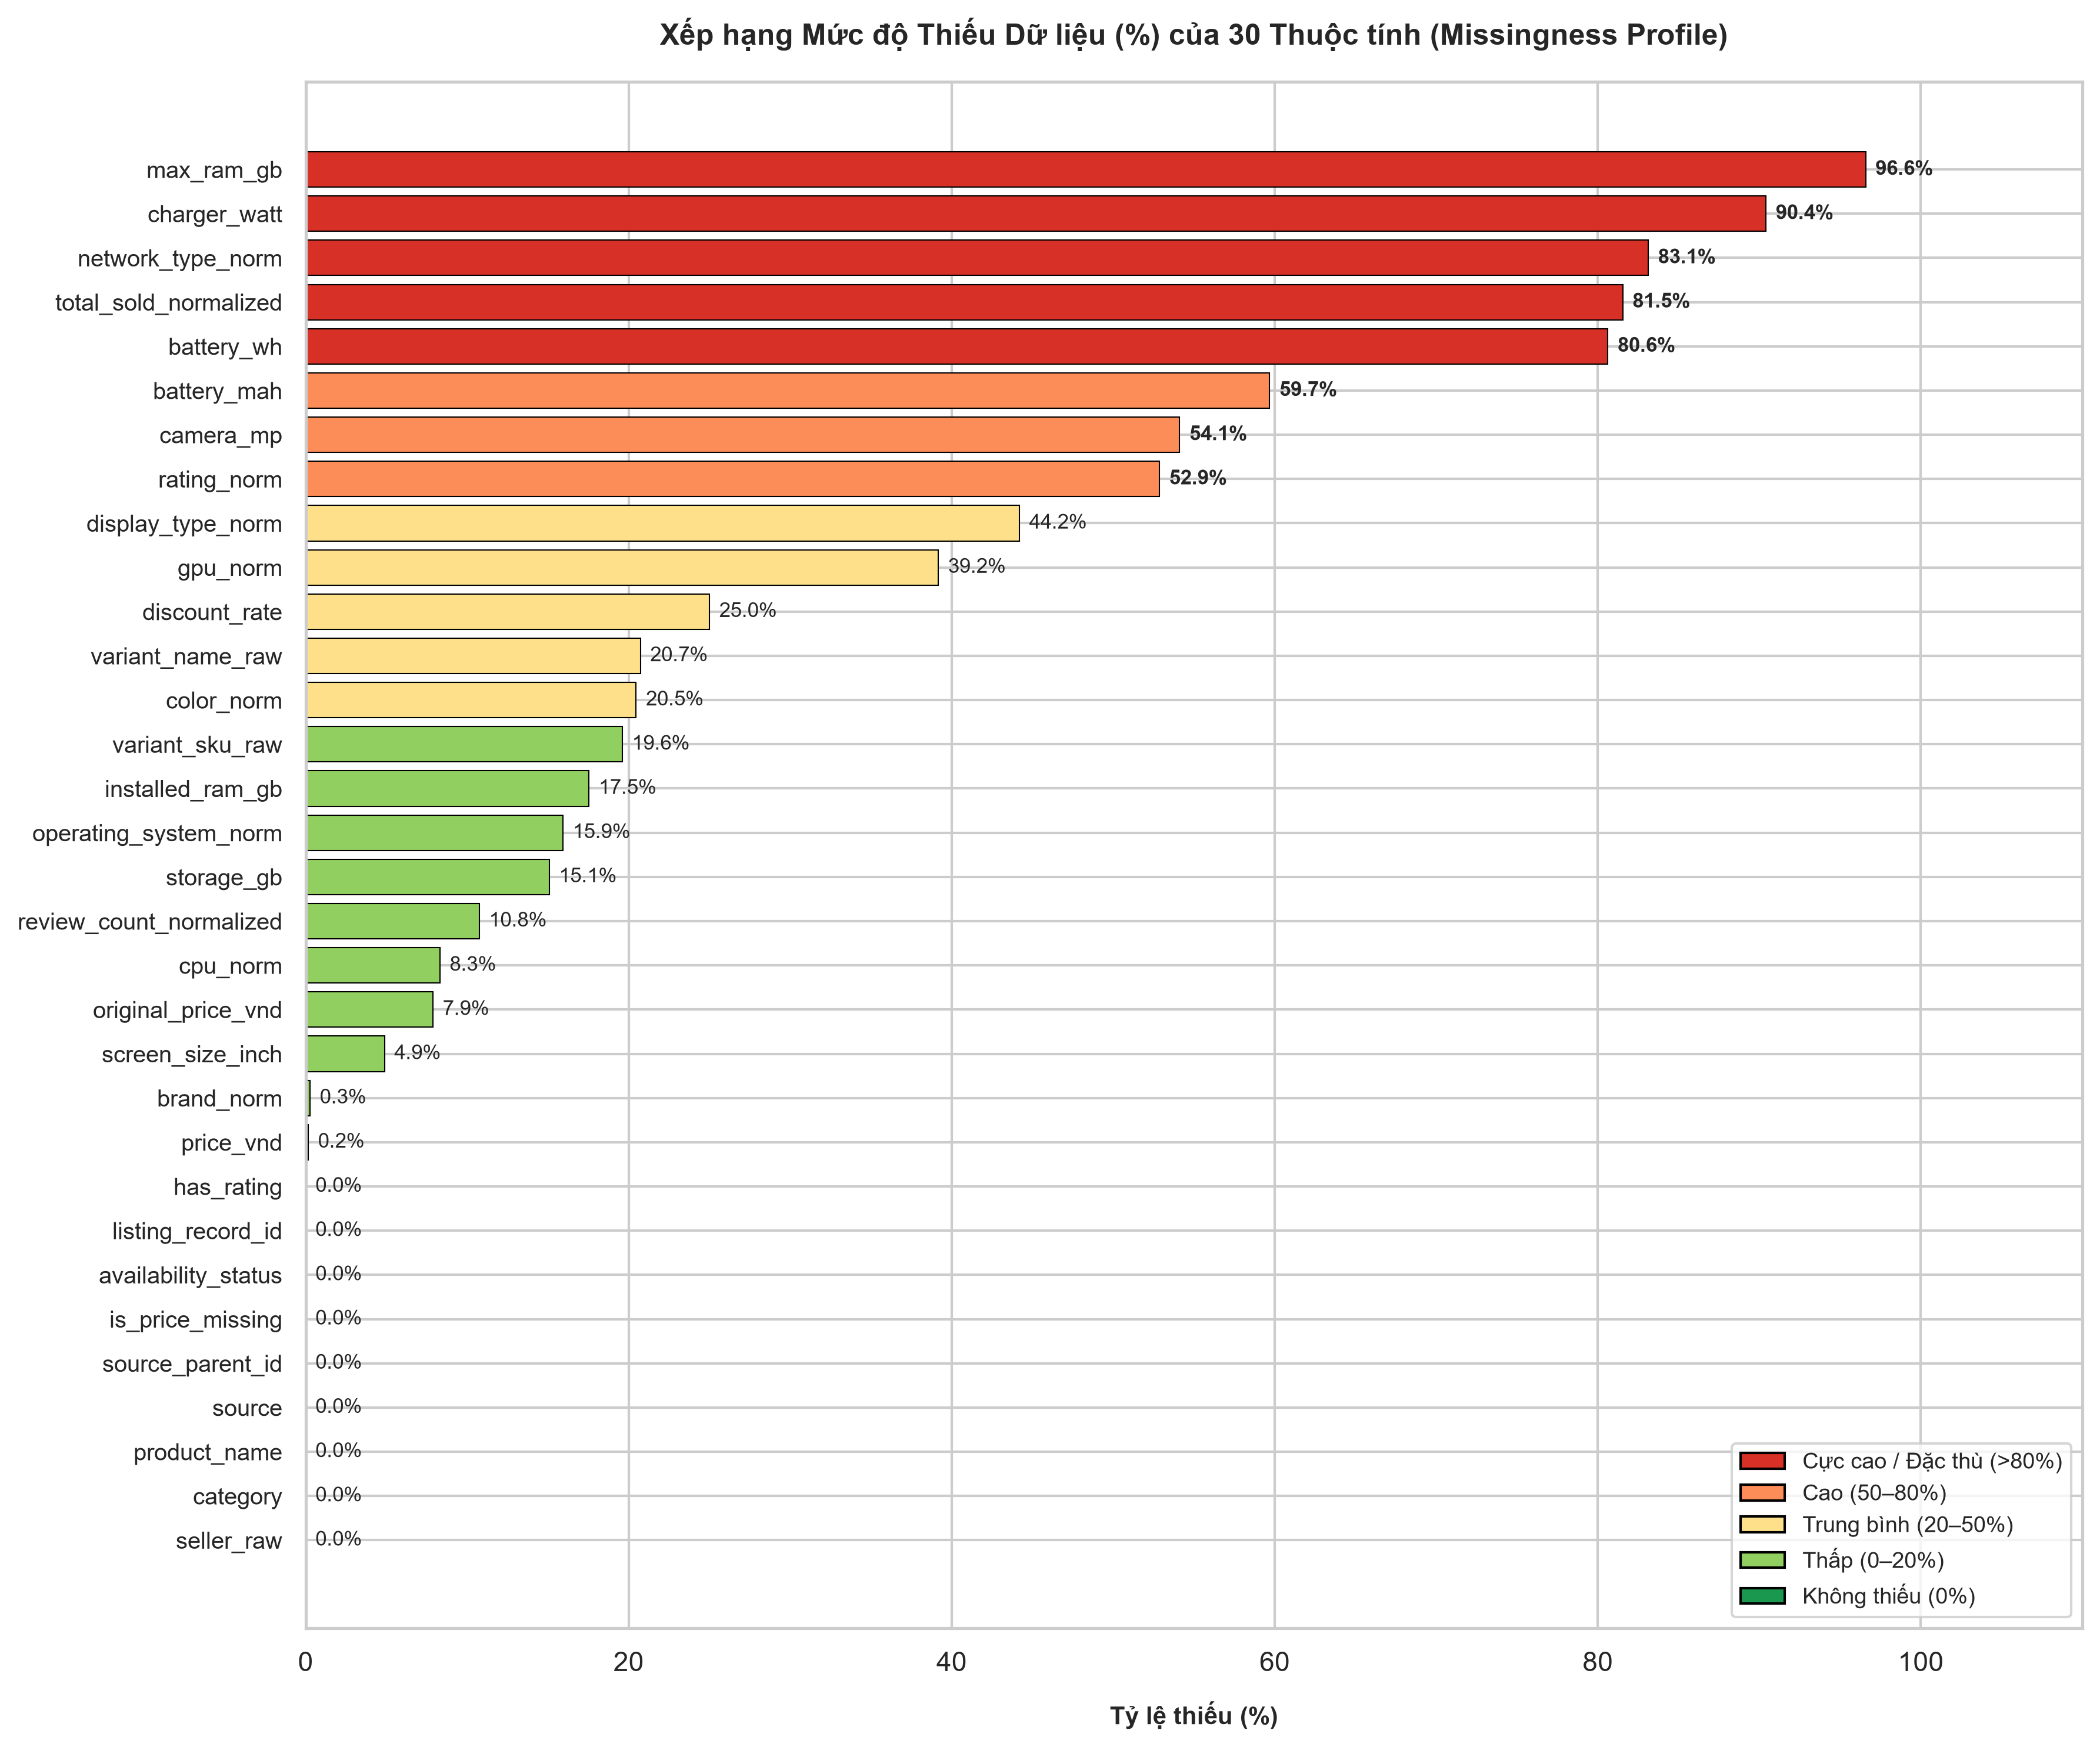 Xếp hạng Mức độ Thiếu Dữ liệu (%) của 30 Thuộc tính (Missingness Profile)
max_ram_gb 96.6%
charger_watt 90.4%
network_type_norm 83.1%
total_sold_normalized 81.5%
battery_wh 80.6%
battery_mah 59.7%
camera_mp 54.1%
rating_norm 52.9%
display_type_norm 44.2%
gpu_norm 39.2%
discount_rate 25.0%
variant_name_raw 20.7%
color_norm 20.5%
variant_sku_raw 19.6%
installed_ram_gb 17.5%
operating_system_norm 15.9%
storage_gb 15.1%
review_count_normalized 10.8%
cpu_norm 8.3%
original_price_vnd 7.9%
screen_size_inch 4.9%
brand_norm 0.3%
price_vnd 0.2%
has_rating 0.0%
listing_record_id 0.0%
availability_status 0.0%
is_price_missing 0.0%
source_parent_id 0.0%
source 0.0%
product_name 0.0%
category 0.0%
seller_raw 0.0%
Cực cao / Đặc thù (>80%)
Cao (50–80%)
Trung bình (20–50%)
Thấp (0–20%)
Không thiếu (0%)
0 20 40 60 80 100
Tỷ lệ thiếu (%)